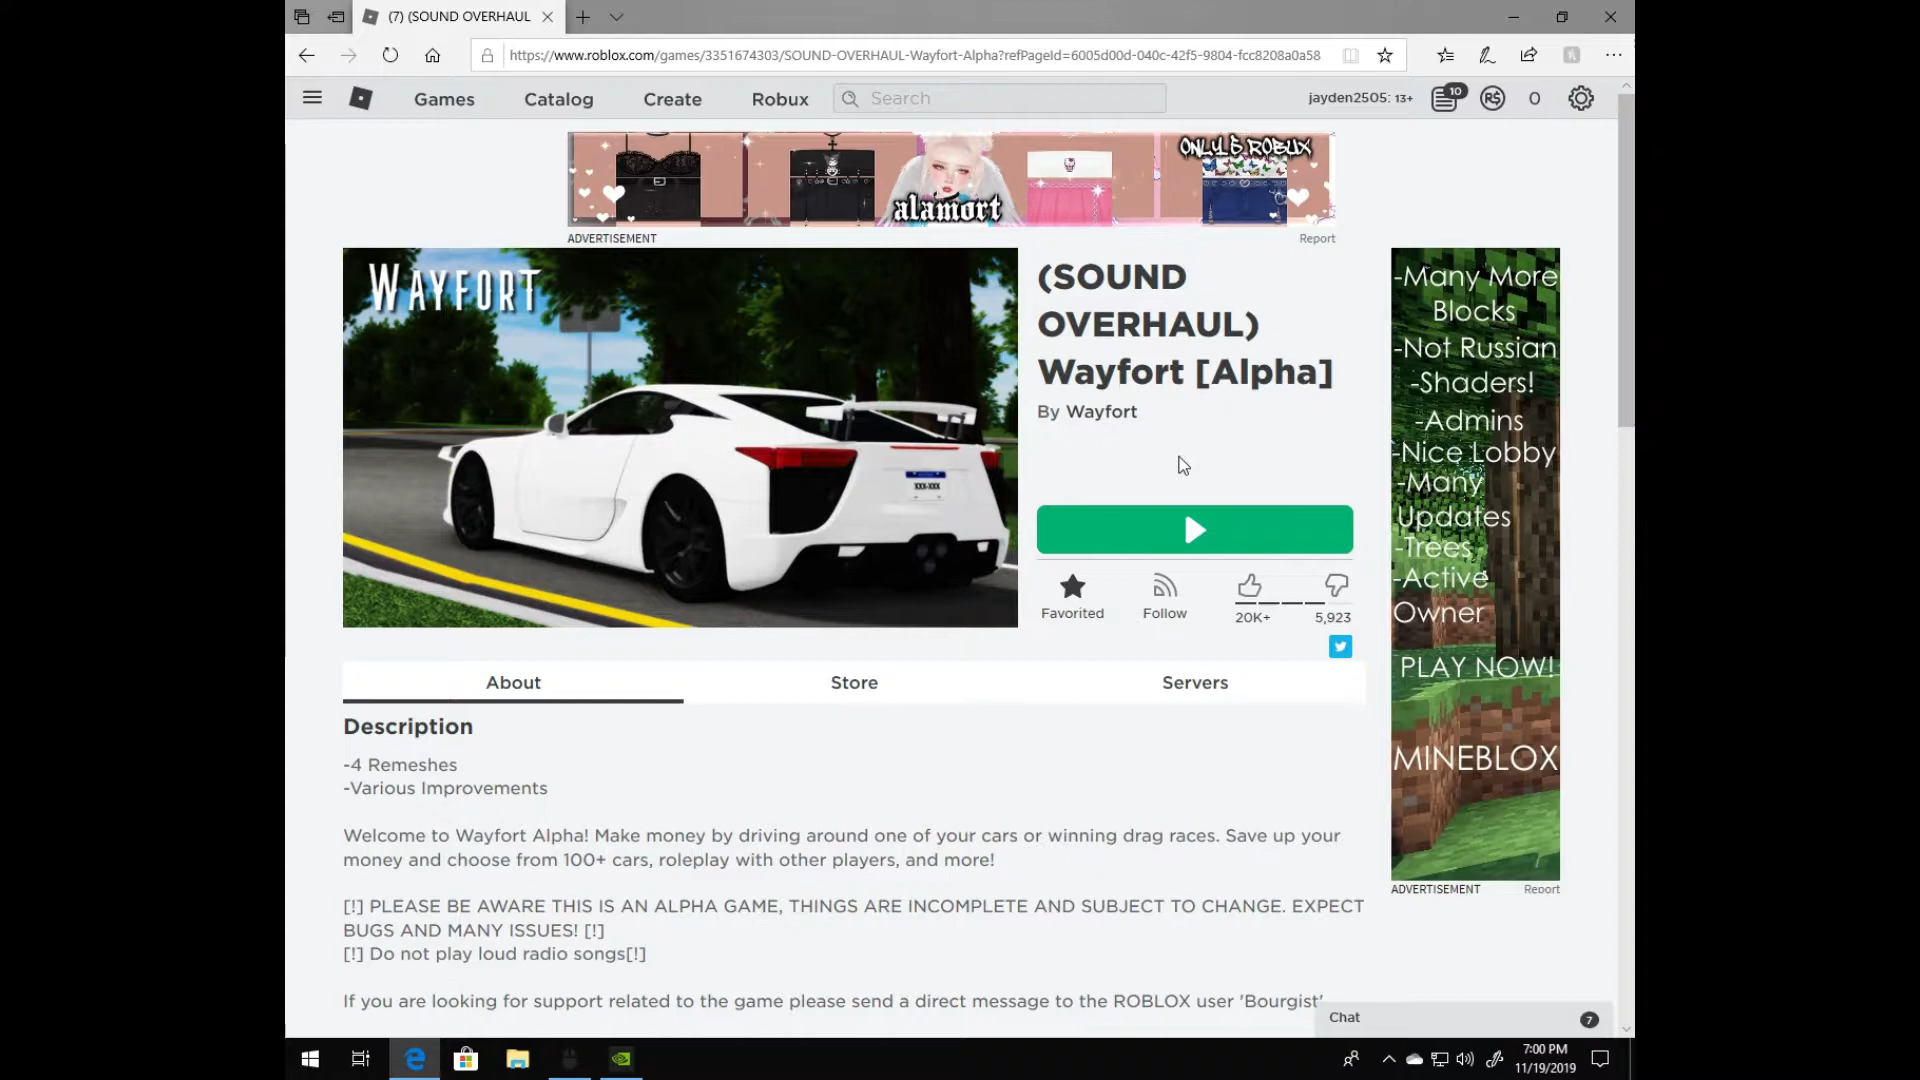 (7) (SOUND OVERHAUL
https://www.roblox.com/games/3351674303/SOUND-OVERHAUL-Wayfort-Alpha?refPageId=6005d00d-040c-42f5-9804-fcc8208a0a58
Games
Catalog
Create
Robux
Search
jayden2505: 13+
10
R$
0
alamort
ONLY 5 ROBUX
ADVERTISEMENT
Report
WAYFORT
XXX-XXX
(SOUND
OVERHAUL)
Wayfort [Alpha]
By Wayfort
Favorited
Follow
20K+
5,923
-Many More
Blocks
-Not Russian
-Shaders!
-Admins
-Nice Lobby
-Many
Updates
-Trees
-Active
Owner
PLAY NOW!
MINEBLOX
ADVERTISEMENT
Report
About
Store
Servers
Description
-4 Remeshes
-Various Improvements
Welcome to Wayfort Alpha! Make money by driving around one of your cars or winning drag races. Save up your
money and choose from 100+ cars, roleplay with other players, and more!
[!] PLEASE BE AWARE THIS IS AN ALPHA GAME, THINGS ARE INCOMPLETE AND SUBJECT TO CHANGE. EXPECT
BUGS AND MANY ISSUES! [!]
[!] Do not play loud radio songs[!]
If you are looking for support related to the game please send a direct message to the ROBLOX user 'Bourgist'
Chat
7
7:00 PM
11/19/2019